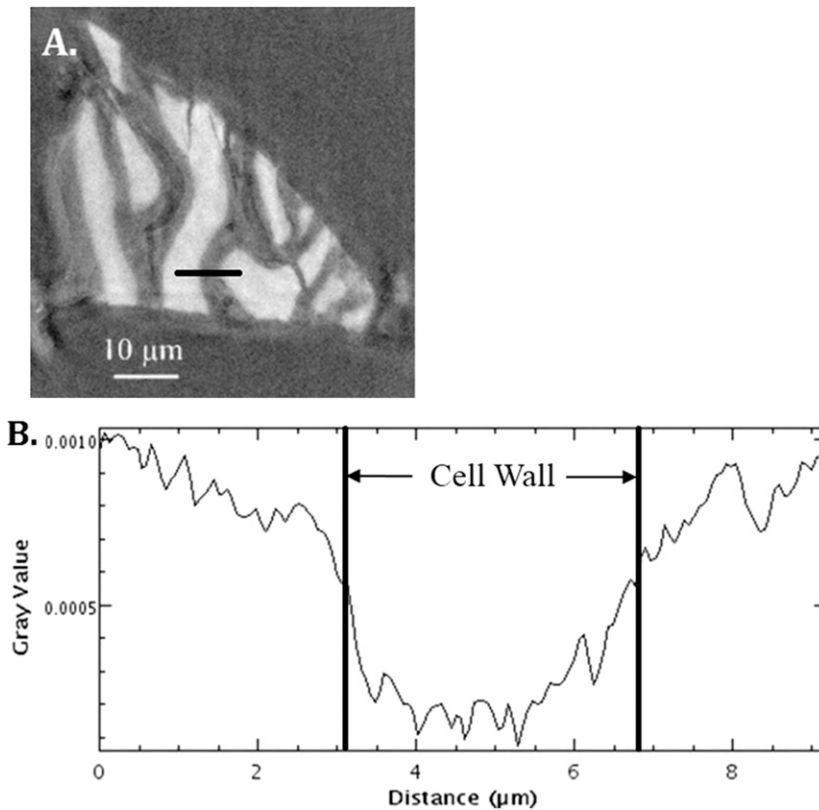 A.
10 μm
B.
0.0010
Cell Wall
Gray Value
0.0005
0 2 4 6 8
Distance (μm)